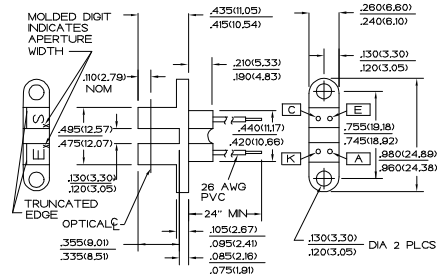 MOLDED DIGIT
INDICATES
APERTURE
WIDTH
.435(11,05)
.415(10,54)
.260(6,60)
.240(6,10)
.110(2,79)
NOM
.210(5,33)
.190(4,83)
.130(3,30)
.120(3,05)
S
E
C
E
K
A
.495(12,57)
.475(12,07)
.440(11,17)
.420(10,66)
.755(19,18)
.745(18,92)
.980(24,89)
.960(24,38)
.130(3,30)
.120(3,05)
26 AWG
PVC
TRUNCATED
EDGE
OPTICAL
24" MIN
.355(9,01)
.335(8,51)
.105(2,67)
.095(2,41)
.085(2,16)
.075(1,91)
.130(3,30)
.120(3,05)
DIA 2 PLCS